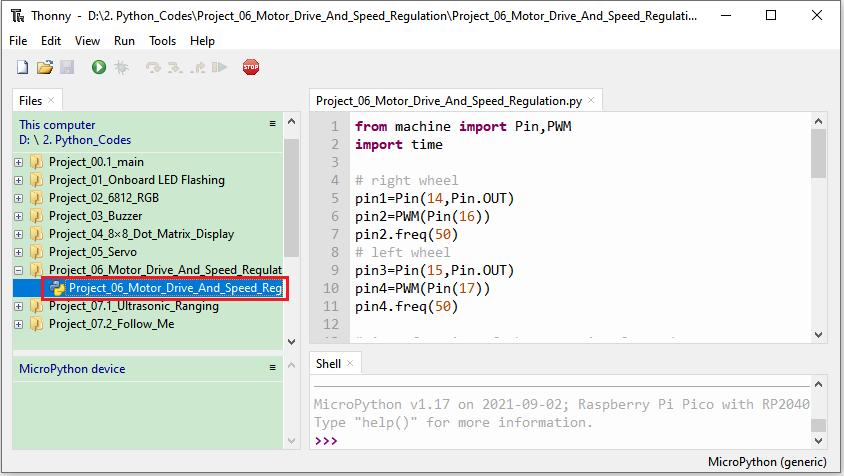 Thonny - D:\2. Python_Codes\Project_06_Motor_Drive_And_Speed_Regulation\Project_06_Motor_Drive_And_Speed_Regulati...
File Edit View Run Tools Help
STOP
Files
This computer
D: \ 2. Python_Codes
Project_00.1_main
Project_01_Onboard LED Flashing
Project_02_6812_RGB
Project_03_Buzzer
Project_04_8×8_Dot_Matrix_Display
Project_05_Servo
Project_06_Motor_Drive_And_Speed_Regulat
Project_06_Motor_Drive_And_Speed_Reg
Project_07.1_Ultrasonic_Ranging
Project_07.2_Follow_Me
MicroPython device
Project_06_Motor_Drive_And_Speed_Regulation.py
1 from machine import Pin,PWM
2 import time
3
4 # right wheel
5 pin1=Pin(14,Pin.OUT)
6 pin2=PWM(Pin(16))
7 pin2.freq(50)
8 # left wheel
9 pin3=Pin(15,Pin.OUT)
10 pin4=PWM(Pin(17))
11 pin4.freq(50)
12
Shell
MicroPython v1.17 on 2021-09-02; Raspberry Pi Pico with RP2040
Type "help()" for more information.
>>>
MicroPython (generic)